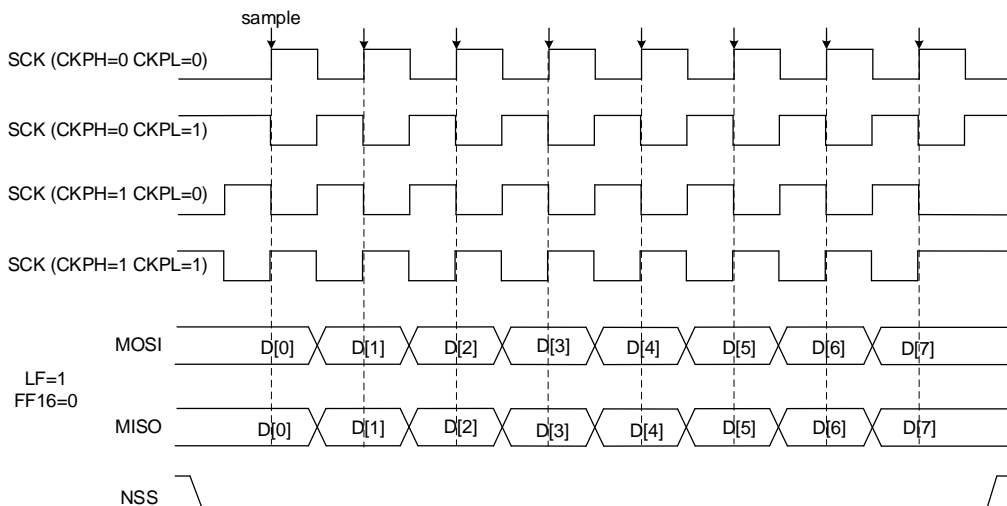 sample
SCK (CKPH=0 CKPL=0)
SCK (CKPH=0 CKPL=1)
SCK (CKPH=1 CKPL=0)
SCK (CKPH=1 CKPL=1)
MOSI D[0] D[1] D[2] D[3] D[4] D[5] D[6] D[7]
LF=1
FF16=0
MISO D[0] D[1] D[2] D[3] D[4] D[5] D[6] D[7]
NSS